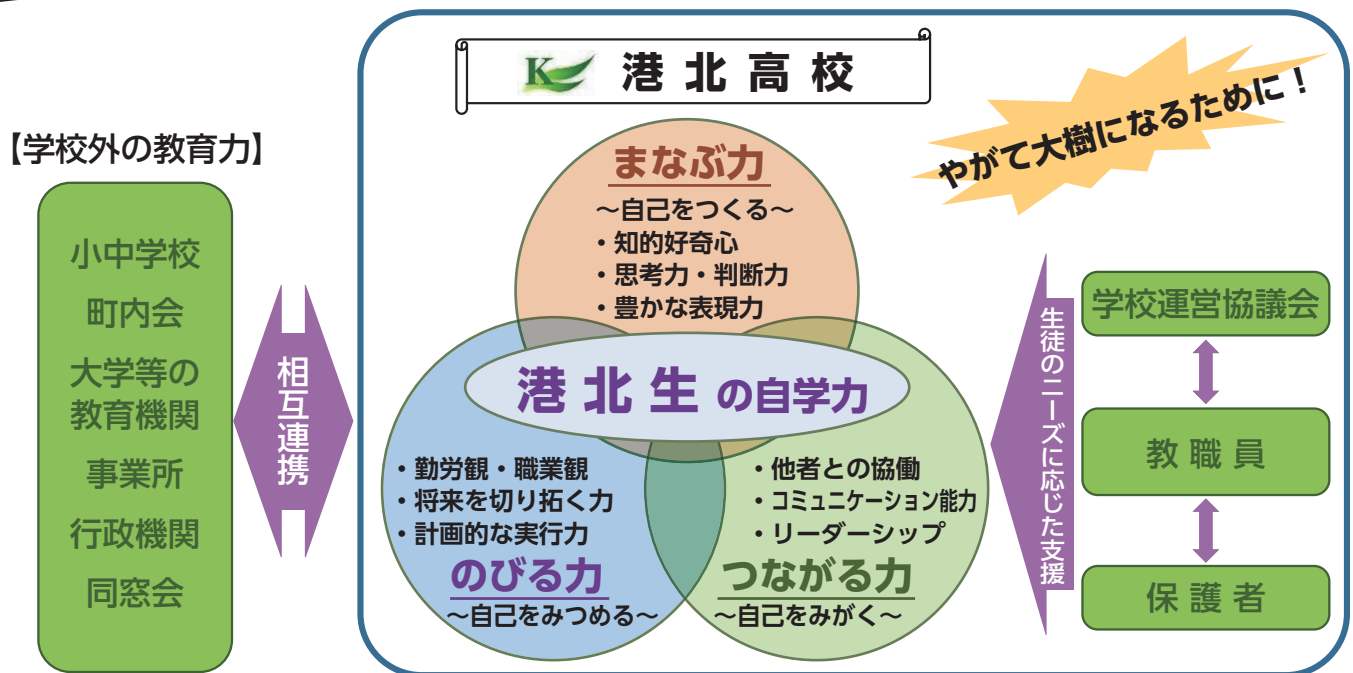 K 港北高校
やがて大樹になるために！
【学校外の教育力】
小中学校
町内会
大学等の
教育機関
事業所
行政機関
同窓会
相互連携
まなぶ力
～自己をつくる～
・知的好奇心
・思考力・判断力
・豊かな表現力
港北生の自学力
・勤労観・職業観
・将来を切り拓く力
・計画的な実行力
のびる力
～自己をみつめる～
・他者との協働
・コミュニケーション能力
・リーダーシップ
つながる力
～自己をみがく～
生徒のニーズに応じた支援
学校運営協議会
教職員
保護者